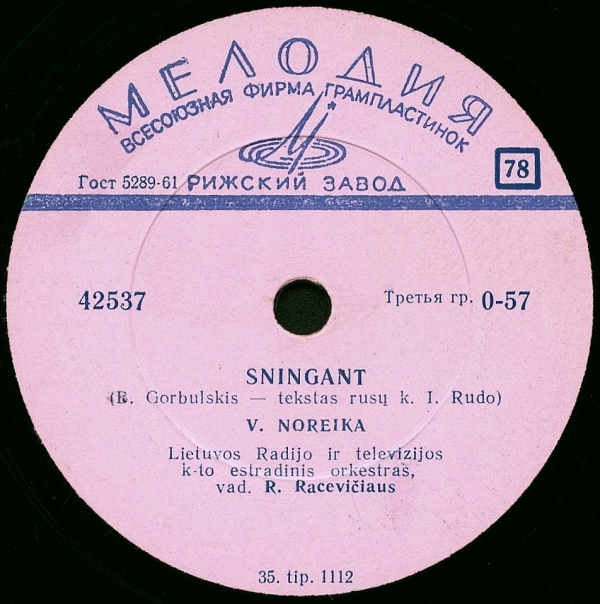 МЕЛОДИЯ
ВСЕСОЮЗНАЯ ФИРМА ГРАМПЛАСТИНОК
Гост 5289-61 РИЖСКИЙ ЗАВОД 78
42537 Третья гр. 0-57
SNINGANT
(B. Gorbulskis — tekstas rusų k. I. Rudo)
V. NOREIKA
Lietuvos Radijo ir televizijos
k-to estradinis orkestras,
vad. R. Racevičiaus
35. tip. 1112